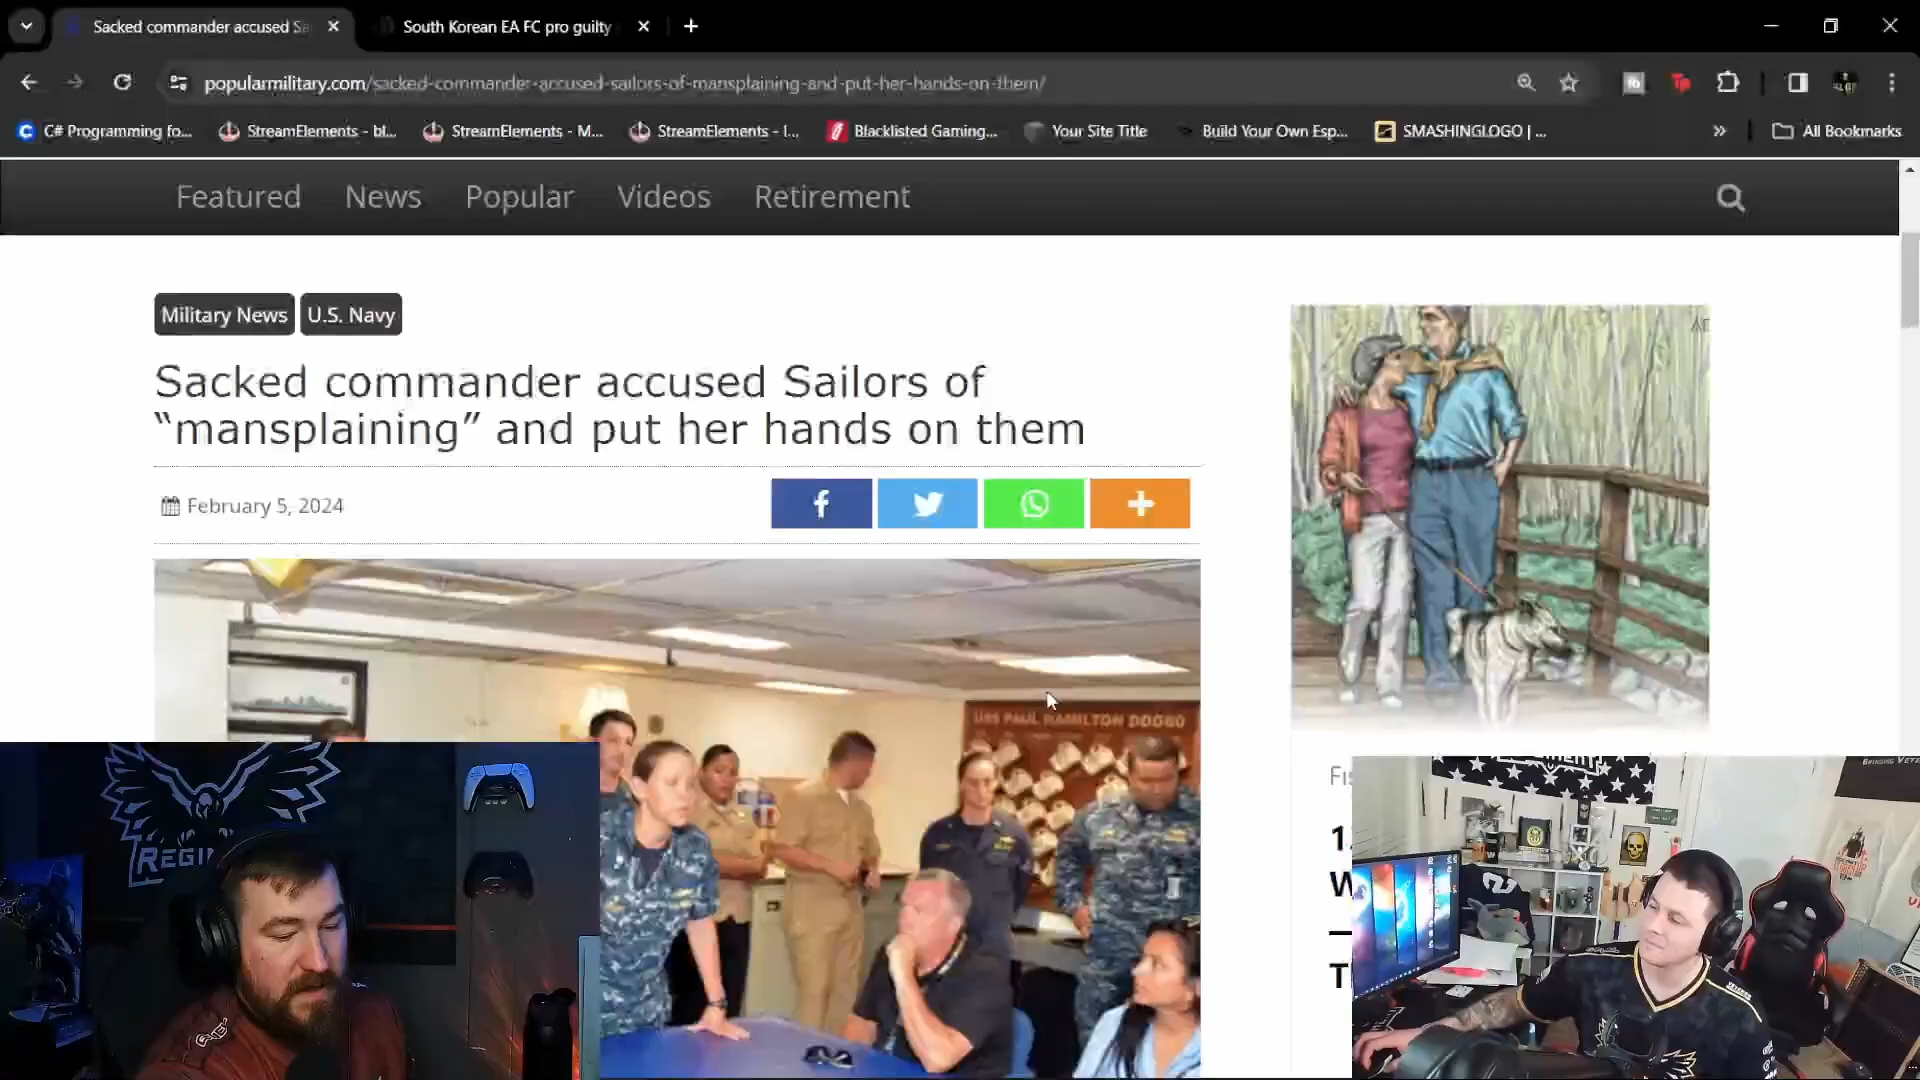 Sacked commander accused Sa
South Korean EA FC pro guilty
popularmilitary.com/sacked-commander-accused-sailors-of-mansplaining-and-put-her-hands-on-them/
C# Programming fo...
StreamElements - bl...
StreamElements - M...
StreamElements - I...
Blacklisted Gaming...
Your Site Title
Build Your Own Esp...
SMASHINGLOGO | ...
All Bookmarks
Featured
News
Popular
Videos
Retirement
Military News
U.S. Navy
Sacked commander accused Sailors of
“mansplaining” and put her hands on them
February 5, 2024
USS PAUL HAMILTON DDG60
REGI